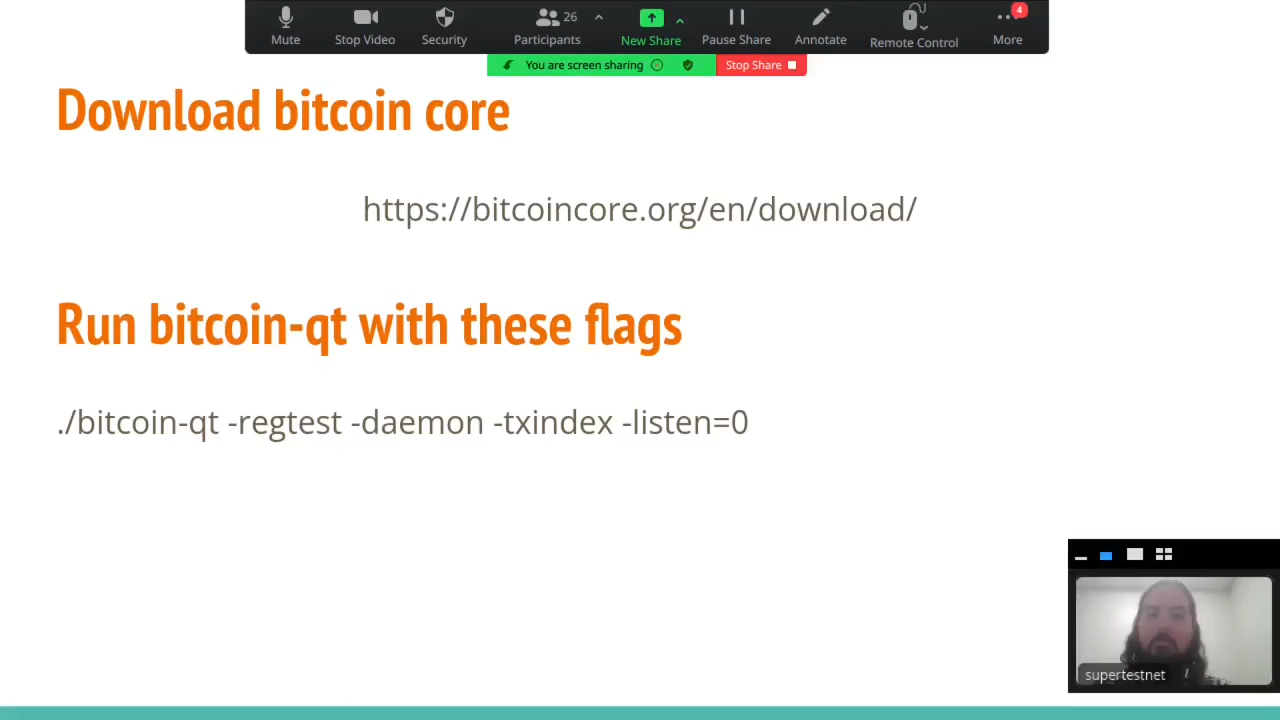 Mute
Stop Video
Security
Participants
26
New Share
Pause Share
Annotate
Remote Control
4
More
You are screen sharing
Stop Share
Download bitcoin core
https://bitcoincore.org/en/download/
Run bitcoin-qt with these flags
./bitcoin-qt -regtest -daemon -txindex -listen=0
supertestnet